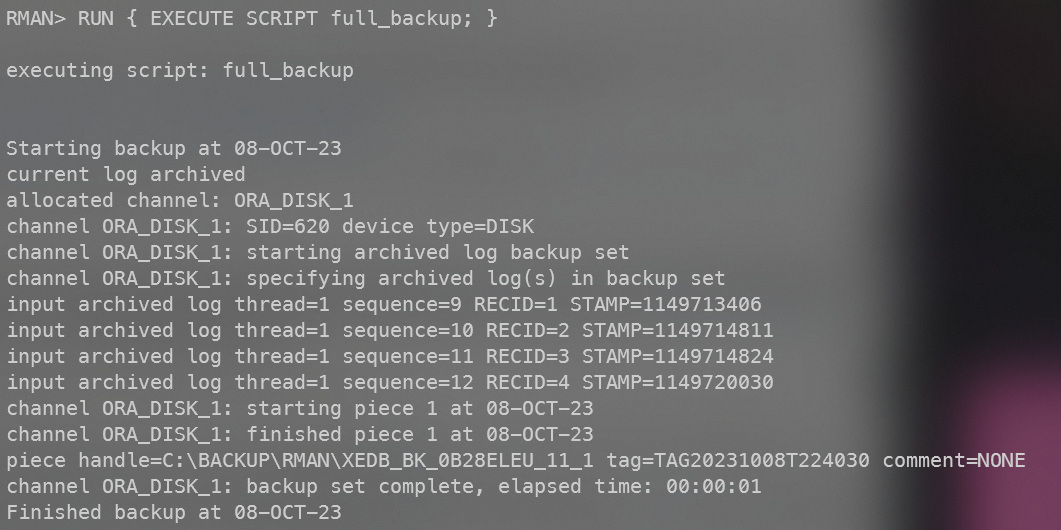 RMAN> RUN { EXECUTE SCRIPT full_backup; }
executing script: full_backup
Starting backup at 08-OCT-23
current log archived
allocated channel: ORA_DISK_1
channel ORA_DISK_1: SID=620 device type=DISK
channel ORA_DISK_1: starting archived log backup set
channel ORA_DISK_1: specifying archived log(s) in backup set
input archived log thread=1 sequence=9 RECID=1 STAMP=1149713406
input archived log thread=1 sequence=10 RECID=2 STAMP=1149714811
input archived log thread=1 sequence=11 RECID=3 STAMP=1149714824
input archived log thread=1 sequence=12 RECID=4 STAMP=1149720030
channel ORA_DISK_1: starting piece 1 at 08-OCT-23
channel ORA_DISK_1: finished piece 1 at 08-OCT-23
piece handle=C:\BACKUP\RMAN\XEDB_BK_0B28ELEU_11_1 tag=TAG20231008T224030 comment=NONE
channel ORA_DISK_1: backup set complete, elapsed time: 00:00:01
Finished backup at 08-OCT-23